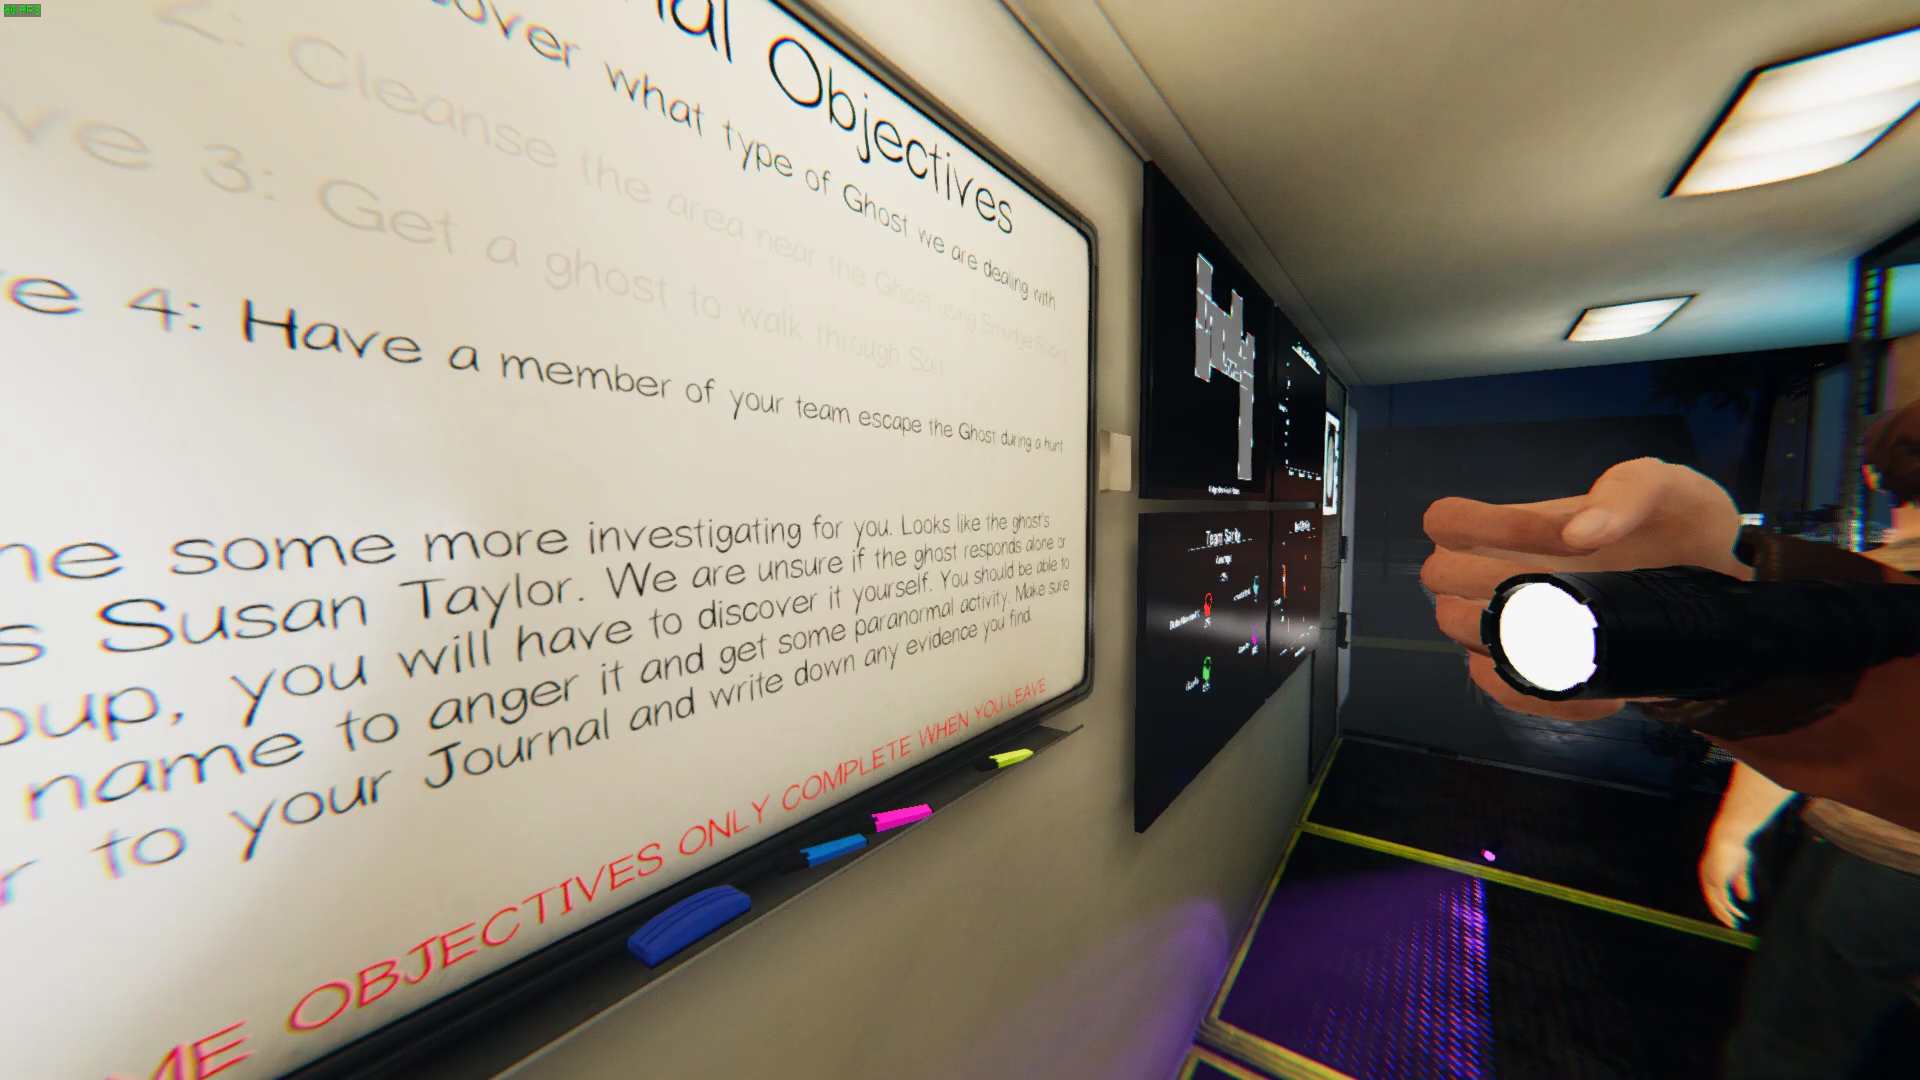 nal Objectives
cover what type of Ghost we are dealing with
2: Cleanse the area near the Ghost using Smudge Sticks
ve 3: Get a ghost to walk through Salt
e 4: Have a member of your team escape the Ghost during a hunt
ne some more investigating for you. Looks like the ghost's
s Susan Taylor. We are unsure if the ghost responds alone or
oup, you will have to discover it yourself. You should be able to
name to anger it and get some paranormal activity. Make sure
r to your Journal and write down any evidence you find.
ME OBJECTIVES ONLY COMPLETE WHEN YOU LEAVE
Team Sanity
Average